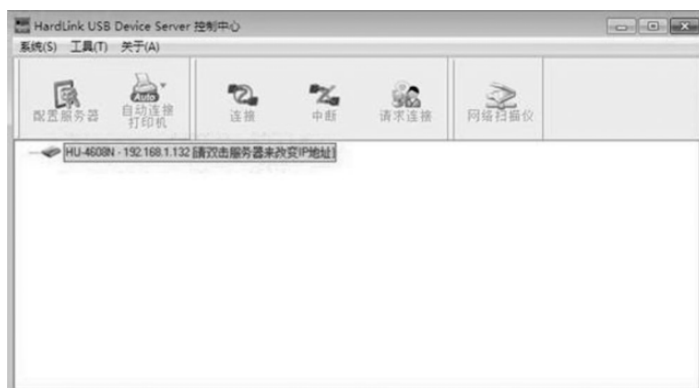 HardLink USB Device Server 控制中心
系统(S) 工具(T) 关于(A)
配置服务器
自动连接
打印机
连接
中断
请求连接
网络扫描仪
Auto
HU-4608N - 192.168.1.132 [请双击服务器来改变IP地址]